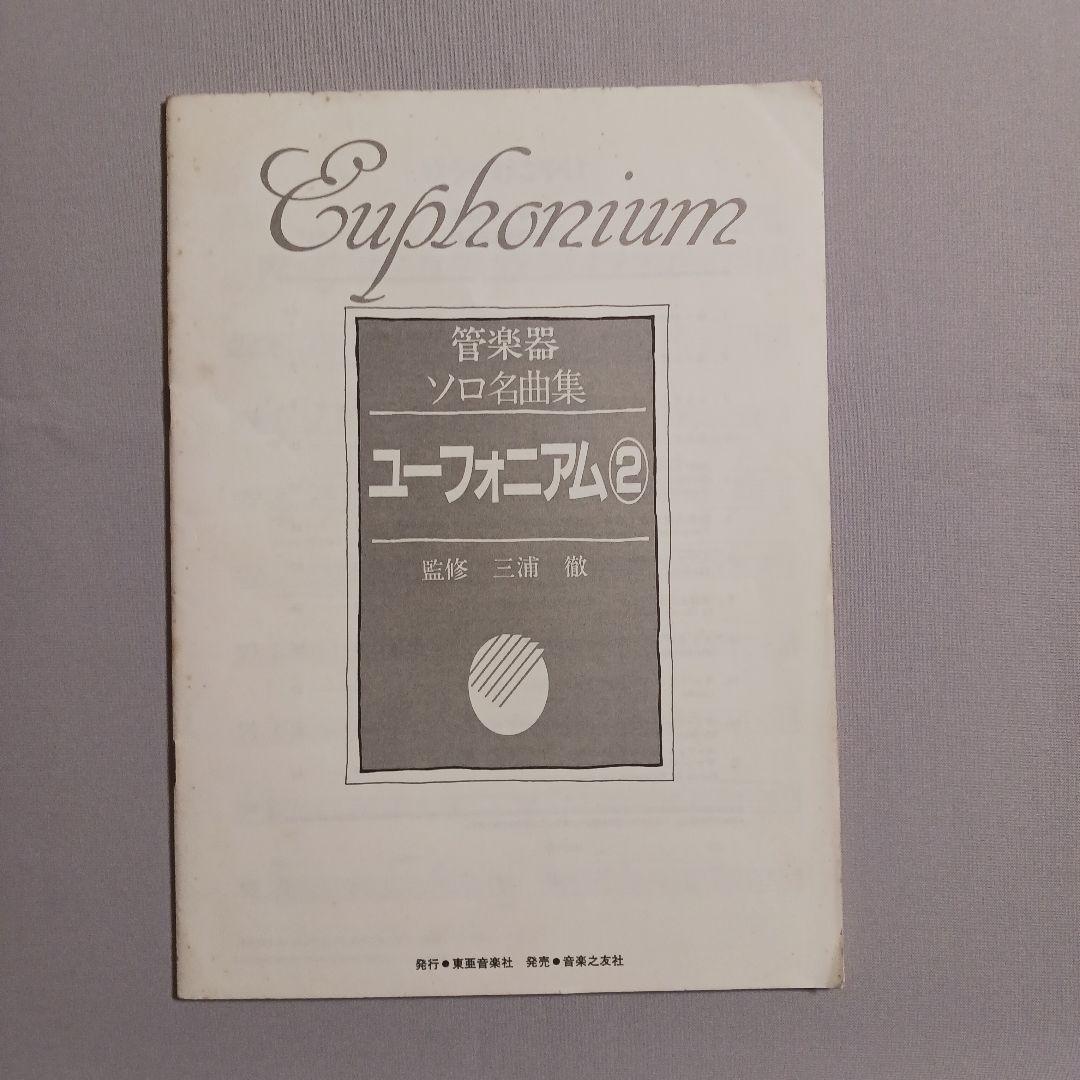 Euphonium
管楽器
ソロ名曲集
ユーフォニアム②
監修 三浦 徹
発行●東亜音楽社 発売●音楽之友社